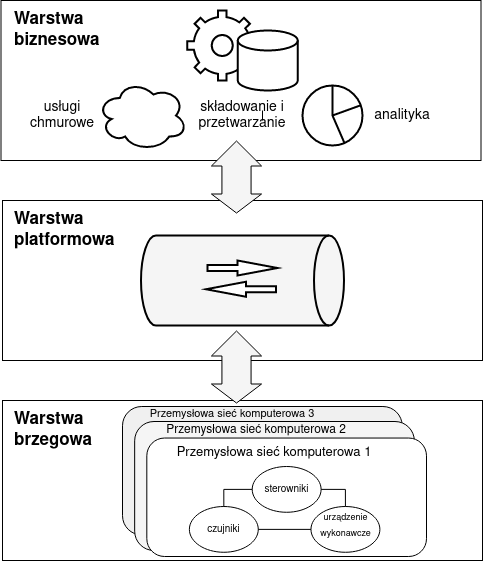 Warstwa
biznesowa
usługi
chmurowe
składowanie i
przetwarzanie
analityka
Warstwa
platformowa
Warstwa
brzegowa
Przemysłowa sieć komputerowa 3
Przemysłowa sieć komputerowa 2
Przemysłowa sieć komputerowa 1
sterowniki
czujniki
urządzenie
wykonawcze